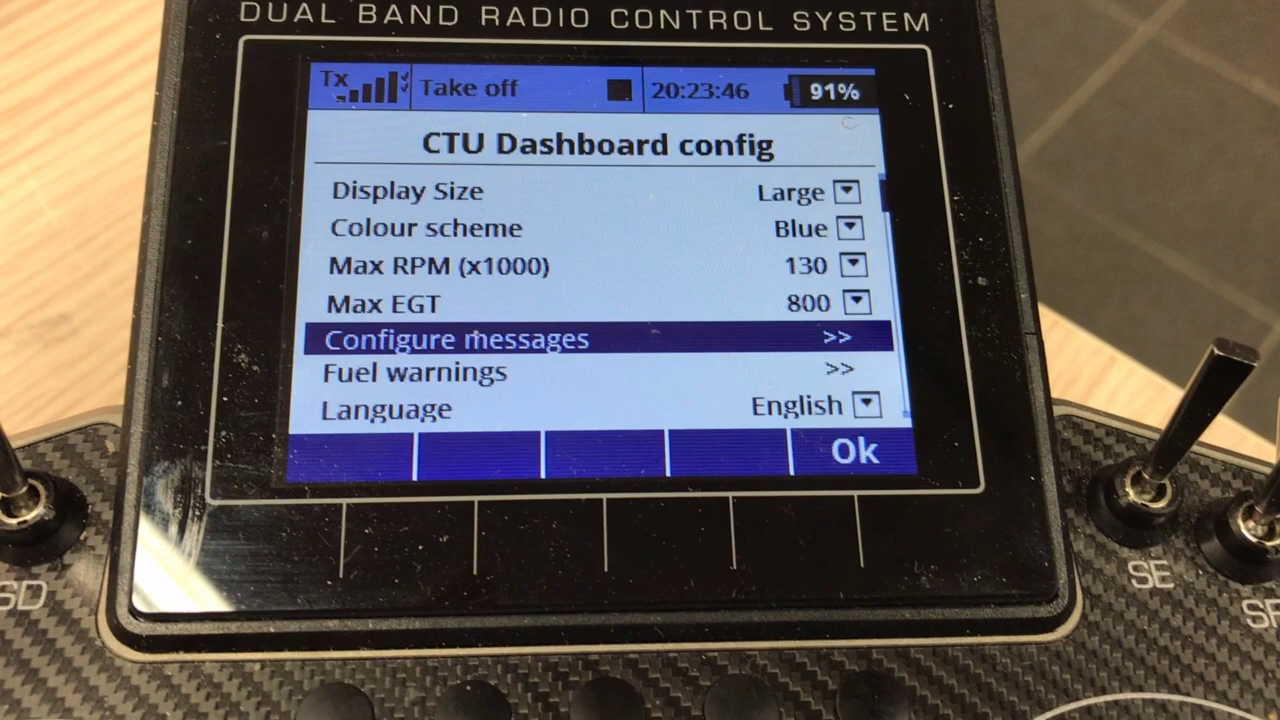 DUAL BAND RADIO CONTROL SYSTEM
Tx Take off 20:23:46 91%
CTU Dashboard config
Display Size Large
Colour scheme Blue
Max RPM (x1000) 130
Max EGT 800
Configure messages >>
Fuel warnings >>
Language English
Ok
SD
SE